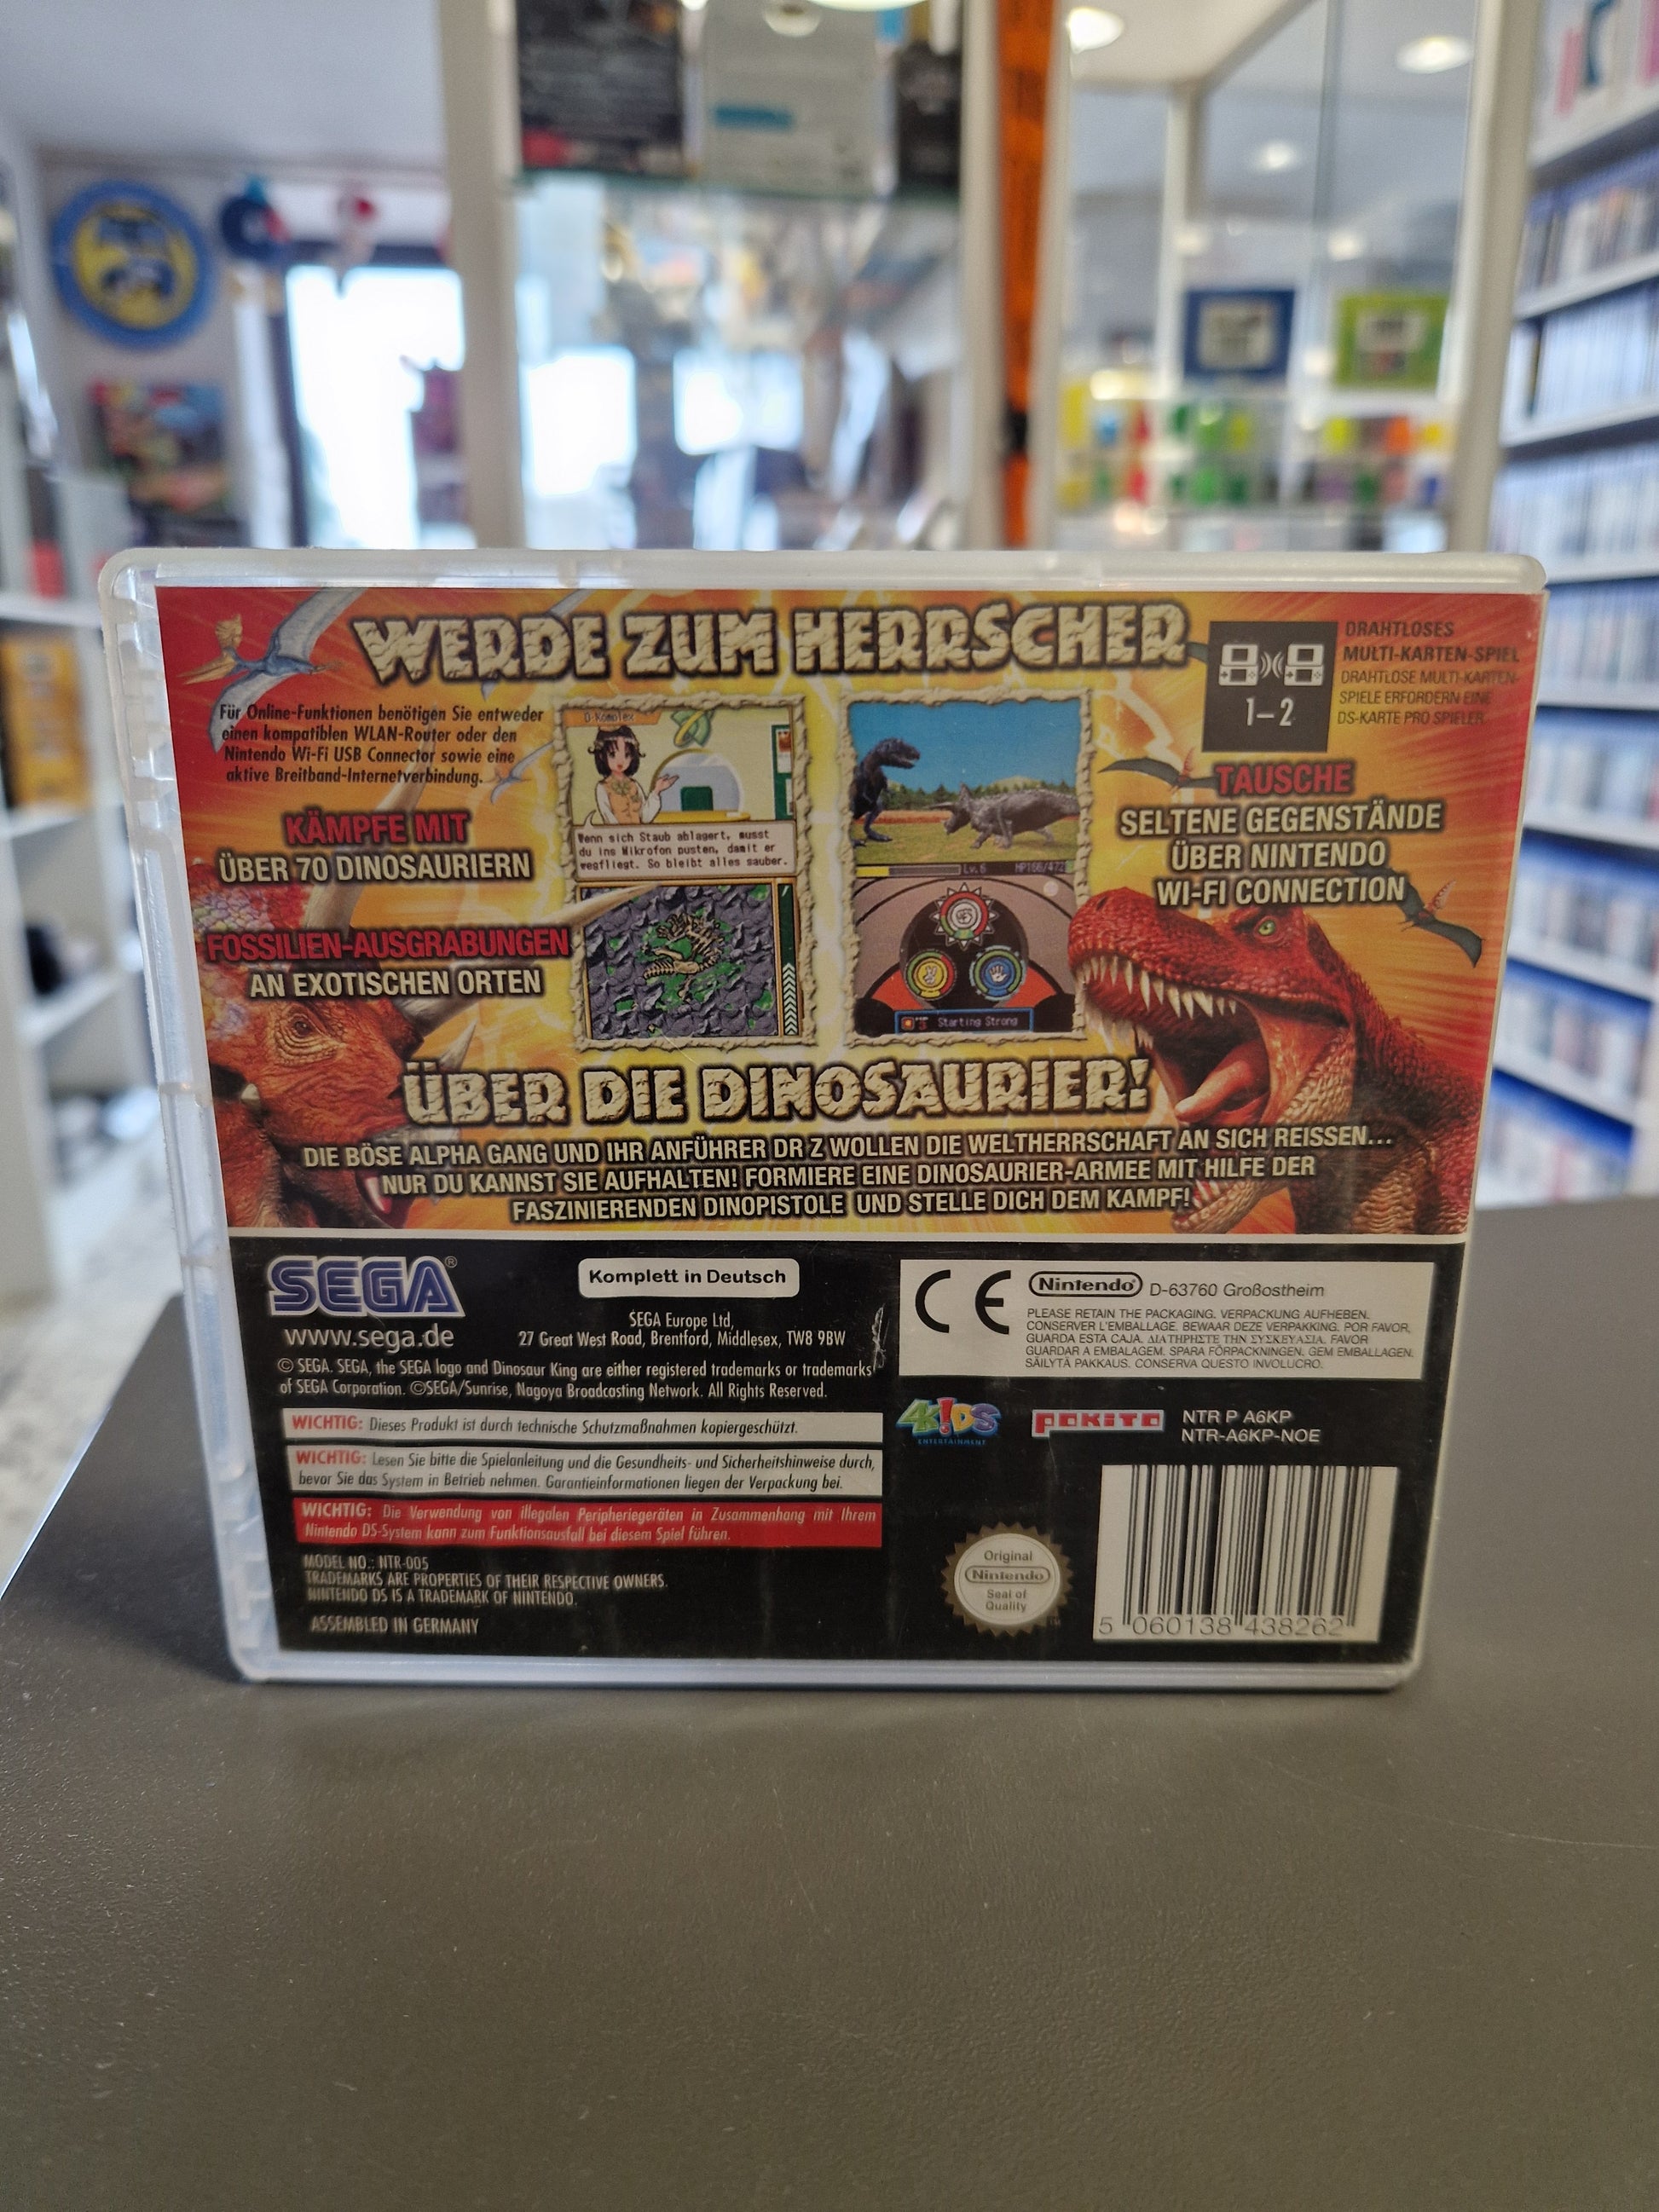 WERDE ZUM HERRSCHER
1-2
DRAHTLOSES
MULTI-KARTEN-SPIEL
DRAHTLOSE MULTI-KARTEN-
SPIELE ERFORDERN EINE
DS-KARTE PRO SPIELER
Für Online-Funktionen benötigen Sie entweder
einen kompatiblen WLAN-Router oder den
Nintendo Wi-Fi USB Connector sowie eine
aktive Breitband-Internetverbindung.
KÄMPFE MIT
ÜBER 70 DINOSAURIERN
FOSSILIEN-AUSGRABUNGEN
AN EXOTISCHEN ORTEN
D-Komplex
Wenn sich Staub ablagert, musst
du ins Mikrofon pusten, damit er
wegfliegt. So bleibt alles sauber.
Lv.6
Starting Strong
TAUSCHE
SELTENE GEGENSTÄNDE
ÜBER NINTENDO
WI-FI CONNECTION
ÜBER DIE DINOSAURIER!
DIE BÖSE ALPHA GANG UND IHR ANFÜHRER DR Z WOLLEN DIE WELTHERRSCHAFT AN SICH REISSEN...
NUR DU KANNST SIE AUFHALTEN! FORMIERE EINE DINOSAURIER-ARMEE MIT HILFE DER
FASZINIERENDEN DINOPISTOLE UND STELLE DICH DEM KAMPF!
SEGA®
www.sega.de
Komplett in Deutsch
SEGA Europe Ltd,
27 Great West Road, Brentford, Middlesex, TW8 9BW
© SEGA. SEGA, the SEGA logo and Dinosaur King are either registered trademarks or trademarks
of SEGA Corporation. ©SEGA/Sunrise, Nagoya Broadcasting Network. All Rights Reserved.
WICHTIG: Dieses Produkt ist durch technische Schutzmaßnahmen kopiergeschützt.
WICHTIG: Lesen Sie bitte die Spielanleitung und die Gesundheits- und Sicherheitshinweise durch,
bevor Sie das System in Betrieb nehmen. Garantieinformationen liegen der Verpackung bei.
WICHTIG: Die Verwendung von illegalen Peripheriegeräten in Zusammenhang mit Ihrem
Nintendo DS-System kann zum Funktionsausfall bei diesem Spiel führen.
MODEL NO.: NTR-005
TRADEMARKS ARE PROPERTIES OF THEIR RESPECTIVE OWNERS.
NINTENDO DS IS A TRADEMARK OF NINTENDO.
ASSEMBLED IN GERMANY
CE
Nintendo® D-63760 Großostheim
PLEASE RETAIN THE PACKAGING. VERPACKUNG AUFHEBEN.
CONSERVER L'EMBALLAGE. BEWAAR DEZE VERPAKKING. POR FAVOR,
GUARDA ESTA CAJA. ΔΙΑΤΗΡΗΣΤΕ ΤΗΝ ΣΥΣΚΕΥΑΣΙΑ. FAVOR
GUARDAR A EMBALAGEM. SPARA FÖRPACKNINGEN. GEM EMBALLAGEN.
SÄILYTÄ PAKKAUS. CONSERVA QUESTO INVOLUCRO.
4K!DS
ENTERTAINMENT
POKiTO
NTR P A6KP
NTR-A6KP-NOE
Original
Nintendo
Seal of
Quality
5 060138 438262